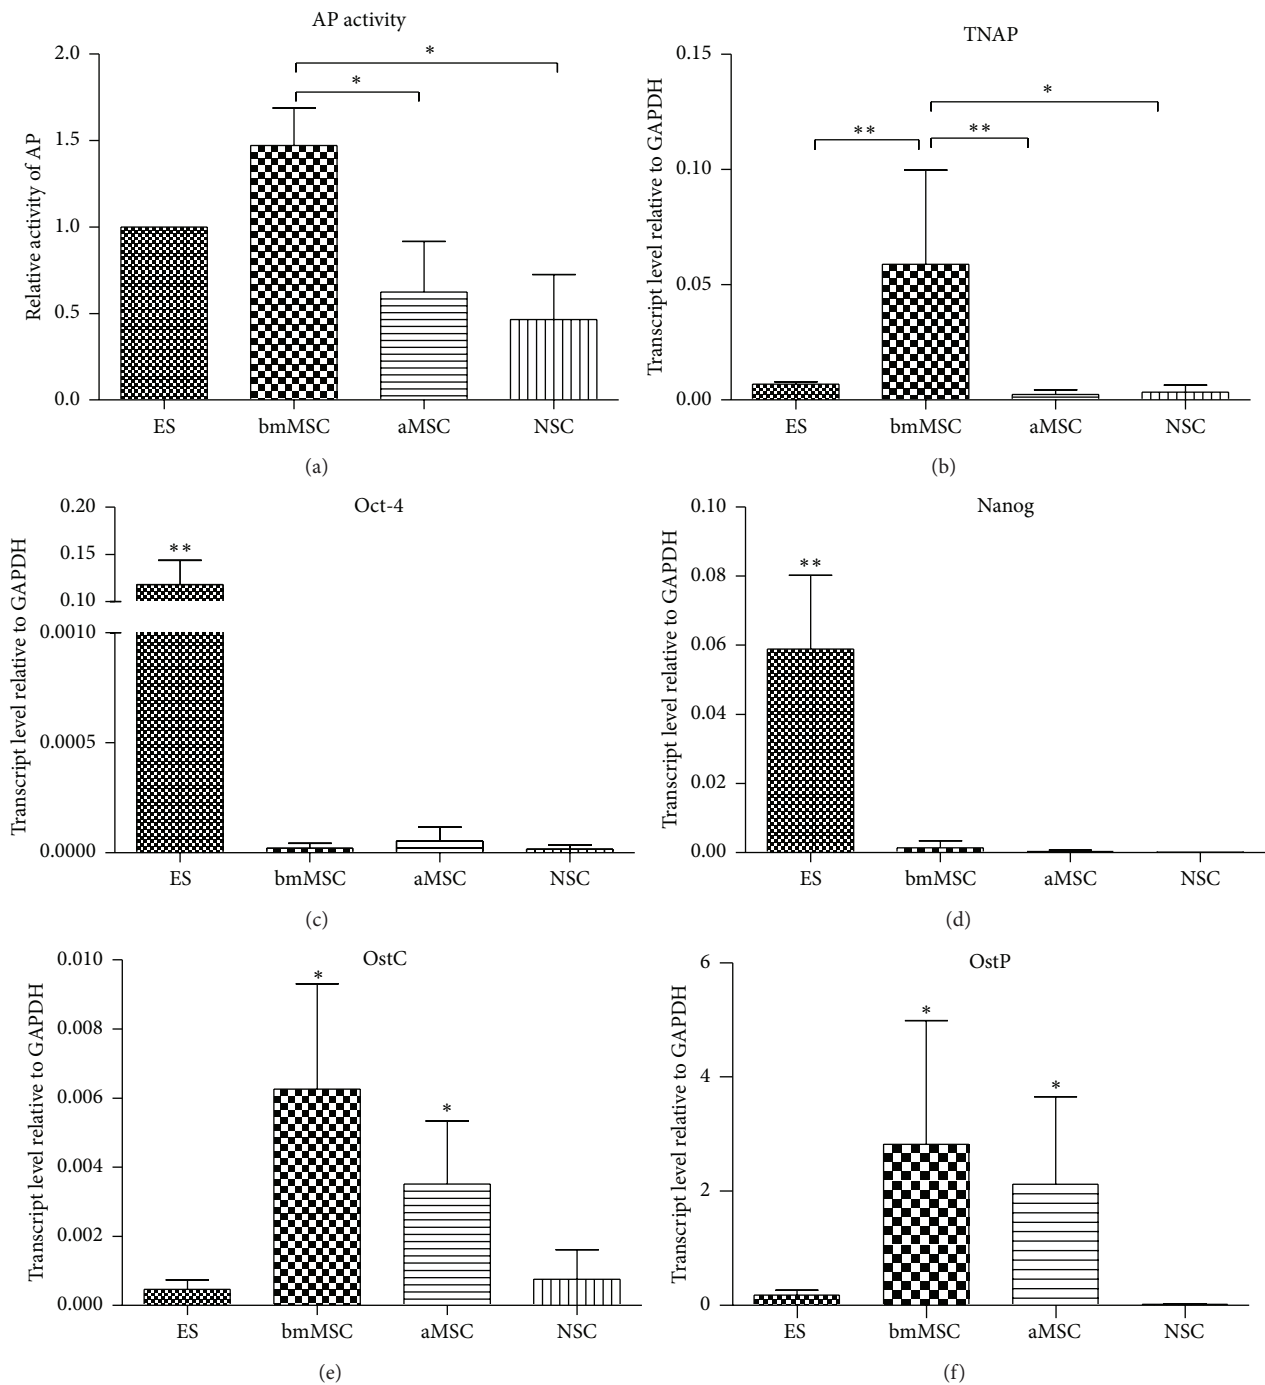 AP activity
Relative activity of AP
2.0
1.5
1.0
0.5
0.0
*
*
ES bmMSC aMSC NSC
(a)
TNAP
Transcript level relative to GAPDH
0.15
0.10
0.05
0.00
** ** *
ES bmMSC aMSC NSC
(b)
Oct-4
Transcript level relative to GAPDH
0.20
0.15
0.10
0.0010
0.0005
0.0000
**
ES bmMSC aMSC NSC
(c)
Nanog
Transcript level relative to GAPDH
0.10
0.08
0.06
0.04
0.02
0.00
**
ES bmMSC aMSC NSC
(d)
OstC
Transcript level relative to GAPDH
0.010
0.008
0.006
0.004
0.002
0.000
*
*
ES bmMSC aMSC NSC
(e)
OstP
Transcript level relative to GAPDH
6
4
2
0
*
*
ES bmMSC aMSC NSC
(f)